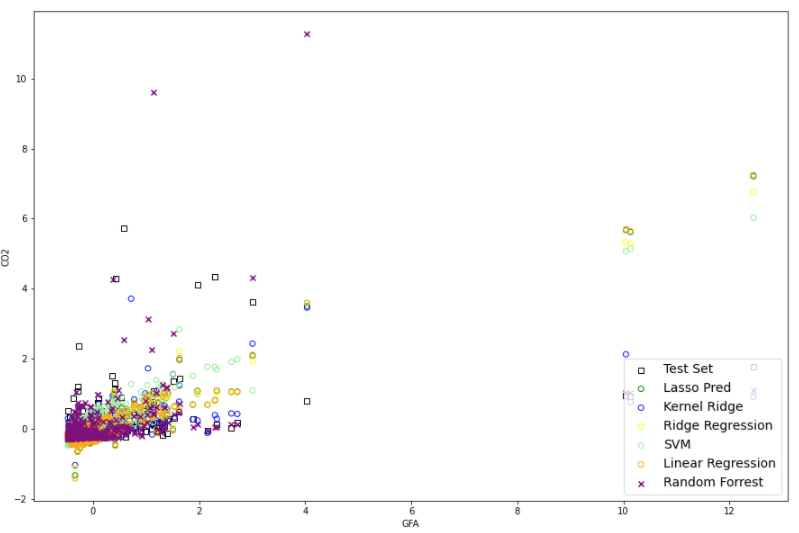 10
8
6
4
2
0
−2
CO2
0
2
4
6
8
10
12
GFA
Test Set
Lasso Pred
Kernel Ridge
Ridge Regression
SVM
Linear Regression
Random Forrest